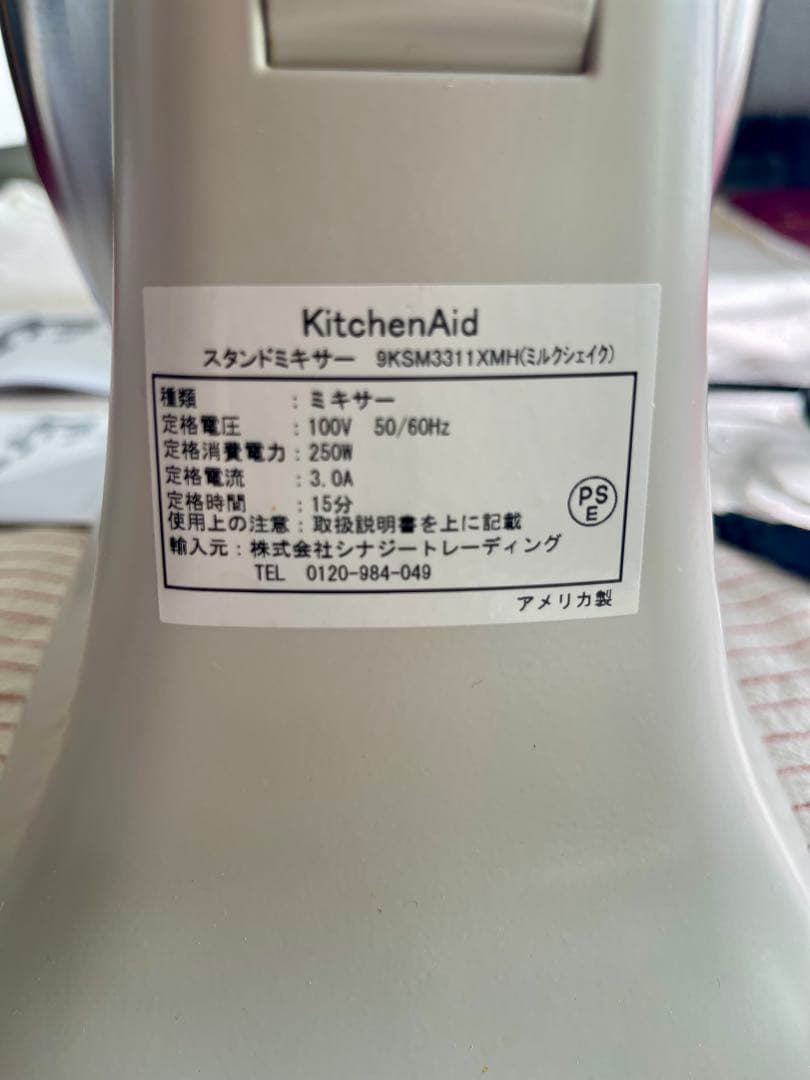 KitchenAid
スタンドミキサー 9KSM3311XMH(ミルクシェイク)
種類 : ミキサー
定格電圧 : 100V 50/60Hz
定格消費電力 : 250W
定格電流 : 3.0A
定格時間 : 15分
使用上の注意 : 取扱説明書を上に記載
輸入元 : 株式会社シナジートレーディング
TEL 0120-984-049
PS
E
アメリカ製